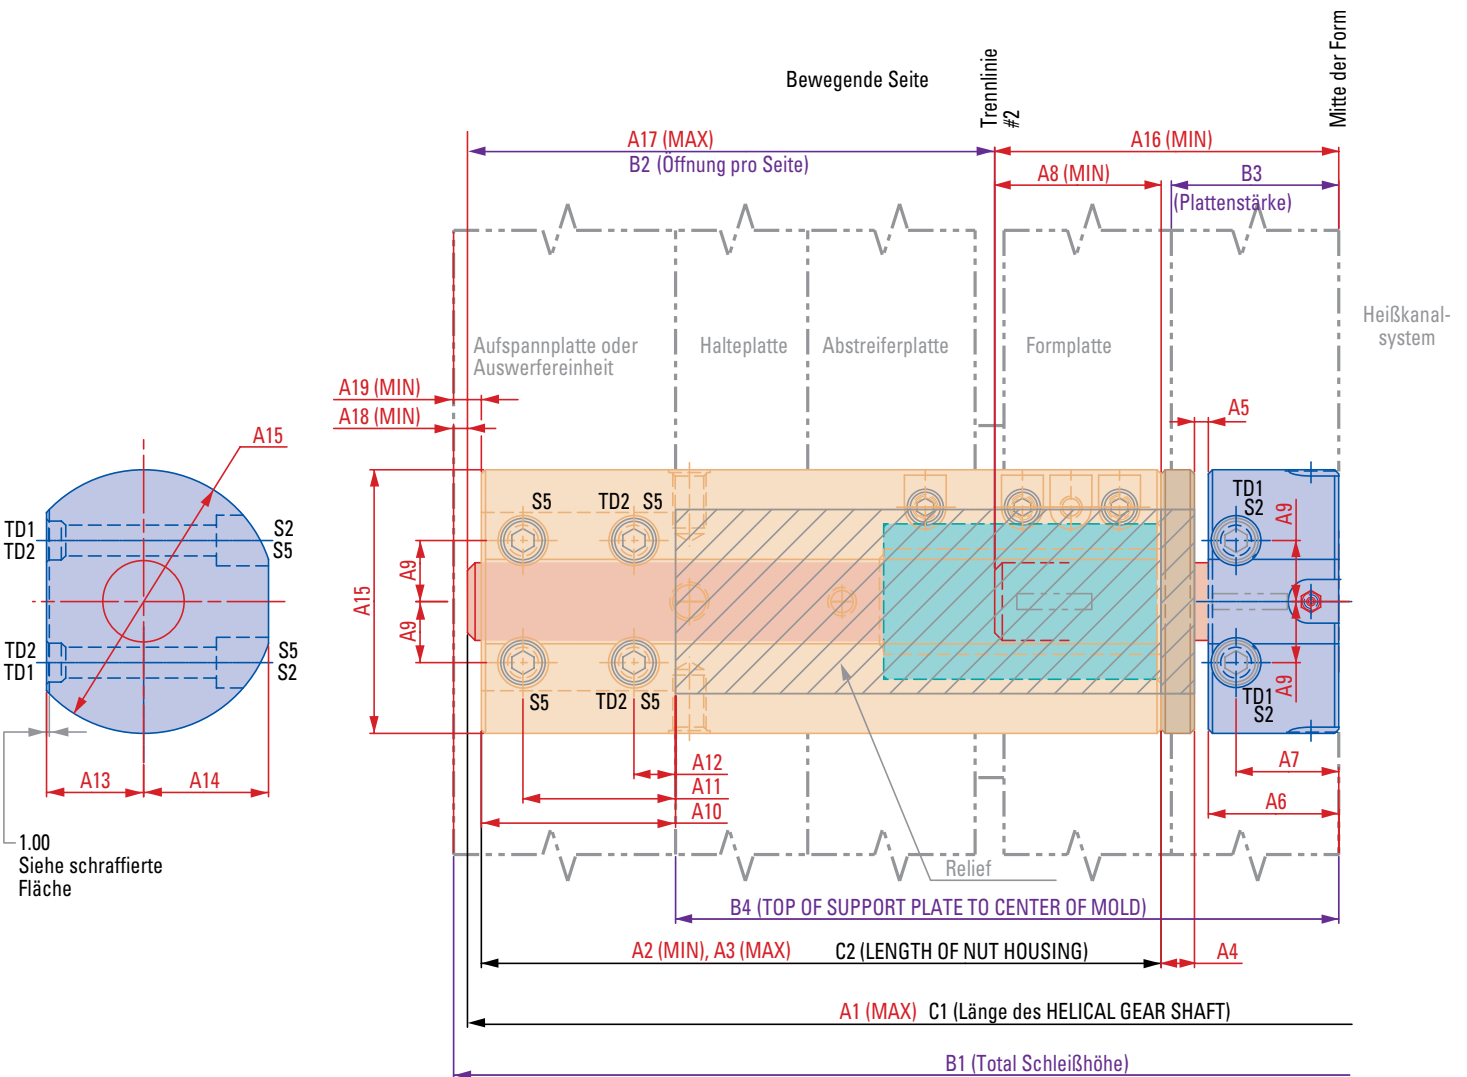 Bewegende Seite
Trennlinie
#2
Mitte der Form
A17 (MAX)
B2 (Öffnung pro Seite)
A16 (MIN)
A8 (MIN)
B3
(Plattenstärke)
Heißkanal-
system
Aufspannplatte oder
Auswerfereinheit
Halteplatte
Abstreiferplatte
Formplatte
A19 (MIN)
A18 (MIN)
A5
A15
S5
TD2 S5
TD1
S2
A9
TD1
TD2
S2
S5
A9
A15
A9
TD2
TD1
S5
S2
S5
TD2 S5
TD1
S2
A9
A12
A11
A10
A7
A6
A13
A14
1.00
Siehe schraffierte
Fläche
Relief
B4 (TOP OF SUPPORT PLATE TO CENTER OF MOLD)
A2 (MIN), A3 (MAX) C2 (LENGTH OF NUT HOUSING)
A4
A1 (MAX) C1 (Länge des HELICAL GEAR SHAFT)
B1 (Total Schleißhöhe)